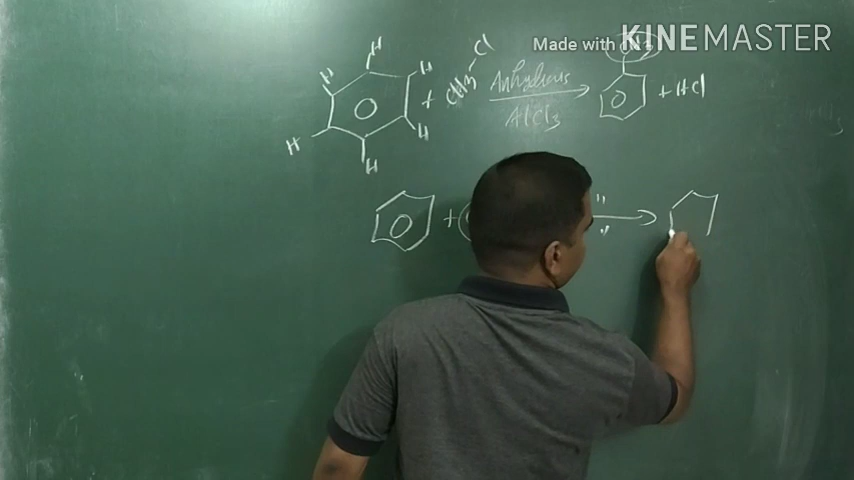 Made with KINEMASTER
H
H
H
H
H
H
+ CH3 - Cl
Anhydrous
AlCl3
+ HCl
+
"
"